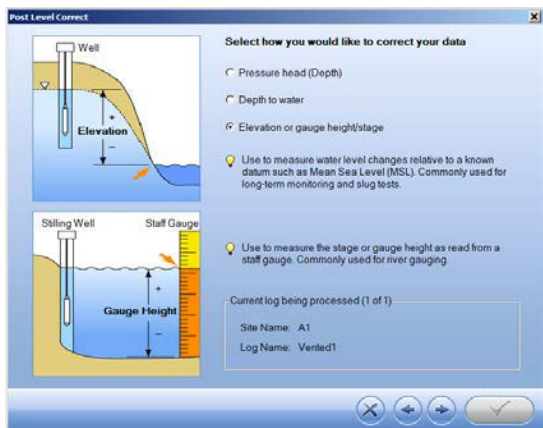 Post Level Correct
Well
Elevation
+
–
Select how you would like to correct your data
Pressure head (Depth)
Depth to water
Elevation or gauge height/stage
Use to measure water level changes relative to a known
datum such as Mean Sea Level (MSL). Commonly used for
long-term monitoring and slug tests.
Stilling Well Staff Gauge
+
Gauge Height
–
Use to measure the stage or gauge height as read from a
staff gauge. Commonly used for river gauging.
Current log being processed (1 of 1)
Site Name: A1
Log Name: Vented1